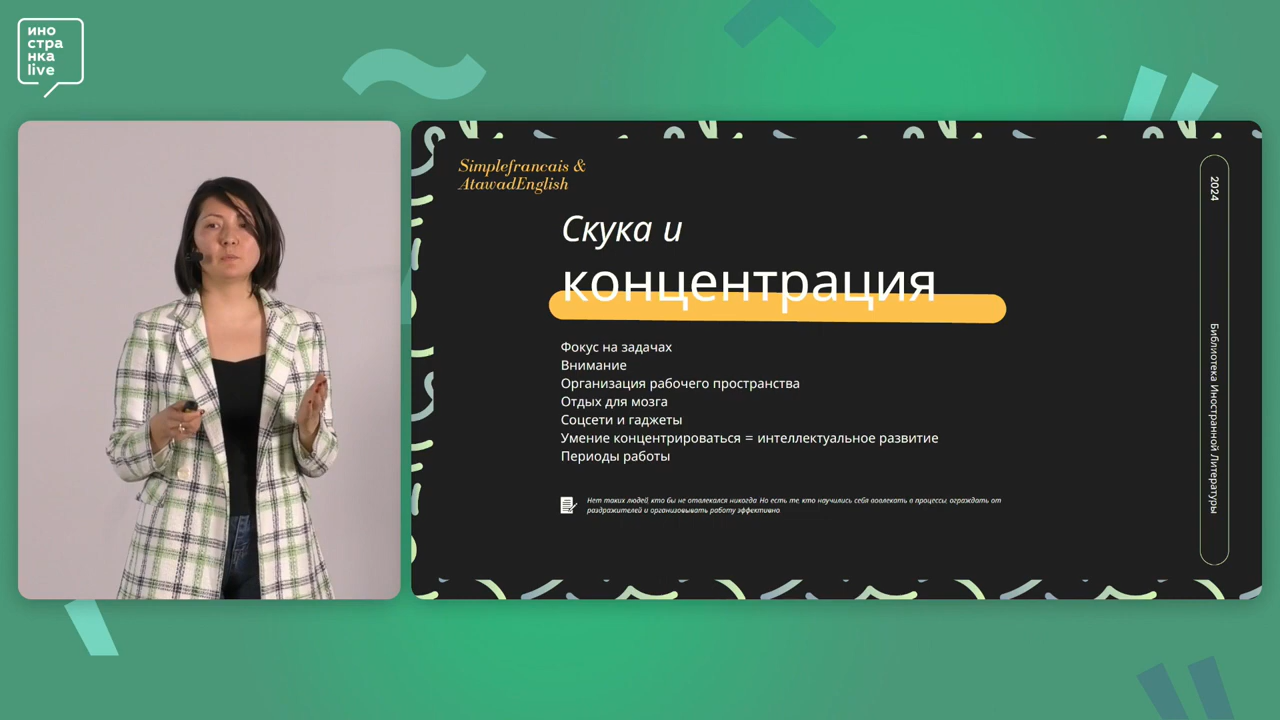 ино
стра
нка
live
Simplefrancais &
AtawadEnglish
Скука и
концентрация
Фокус на задачах
Внимание
Организация рабочего пространства
Отдых для мозга
Соцсети и гаджеты
Умение концентрироваться = интеллектуальное развитие
Периоды работы
Нет таких людей, кто бы не отвлекался никогда. Но есть те, кто научились себя вовлекать в процессы, ограждать от
раздражителей и организовывать работу эффективно
2024
Библиотека Иностранной Литературы